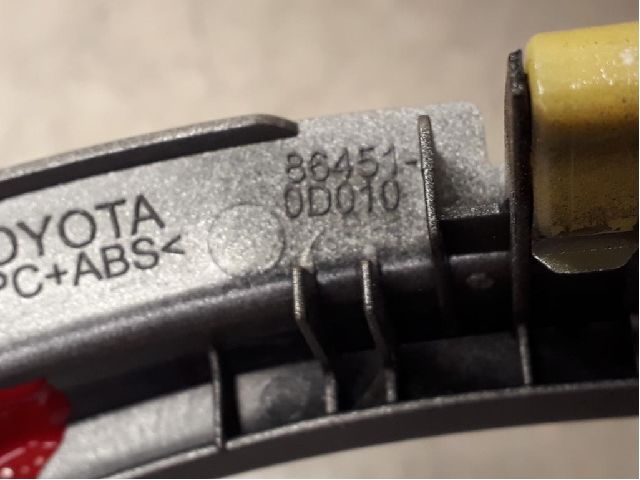 OYOTA
PC+ABS<
86451-
0D010